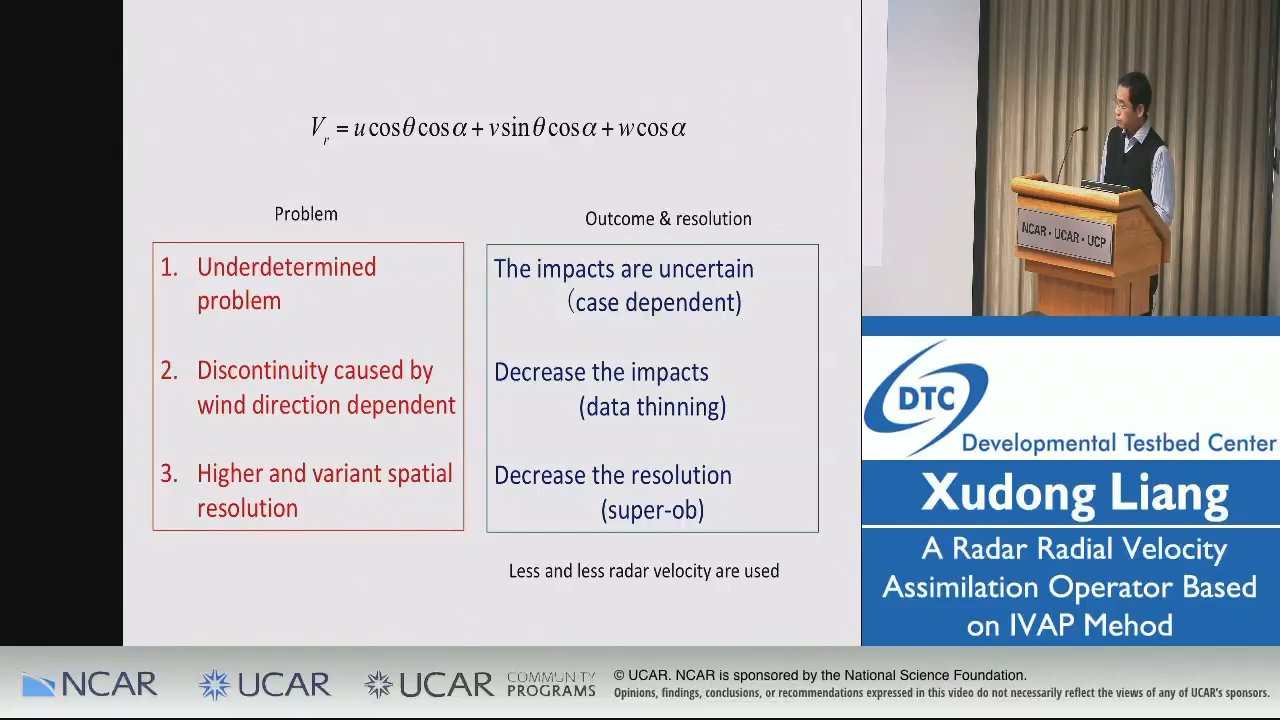 V_r = u cosθ cosα + v sinθ cosα + w cosα
Problem
1. Underdetermined
problem
2. Discontinuity caused by
wind direction dependent
3. Higher and variant spatial
resolution
Outcome & resolution
The impacts are uncertain
(case dependent)
Decrease the impacts
(data thinning)
Decrease the resolution
(super-ob)
Less and less radar velocity are used
NCAR • UCAR • UCP
DTC
Developmental Testbed Center
Xudong Liang
A Radar Radial Velocity
Assimilation Operator Based
on IVAP Mehod
NCAR
UCAR
UCAR
COMMUNITY
PROGRAMS
© UCAR. NCAR is sponsored by the National Science Foundation.
Opinions, findings, conclusions, or recommendations expressed in this video do not necessarily reflect the views of any of UCAR's sponsors.